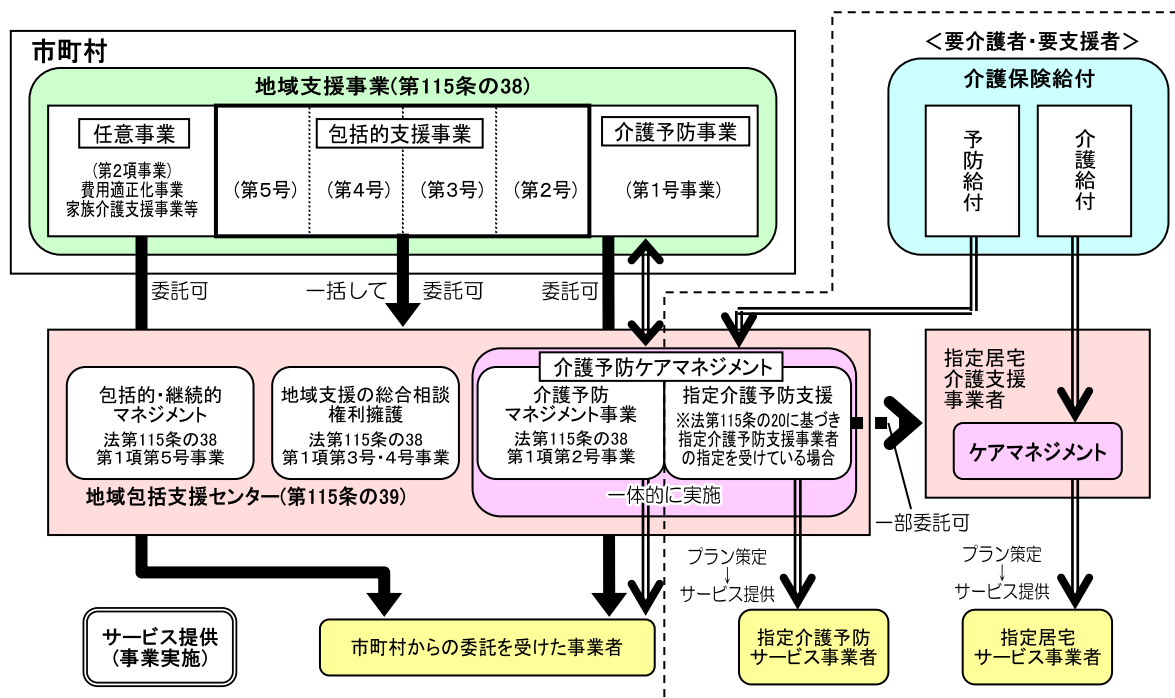 市町村
地域支援事業(第115条の38)
任意事業
(第2項事業)
費用適正化事業
家族介護支援事業等
包括的支援事業
(第5号)
(第4号)
(第3号)
(第2号)
介護予防事業
(第1号事業)
＜要介護者・要支援者＞
介護保険給付
予防給付
介護給付
委託可
一括して
委託可
委託可
包括的・継続的
マネジメント
法第115条の38
第1項第5号事業
地域支援の総合相談
権利擁護
法第115条の38
第1項第3号・4号事業
介護予防ケアマネジメント
介護予防
マネジメント事業
法第115条の38
第1項第2号事業
指定介護予防支援
※法第115条の20に基づき
指定介護予防支援事業者
の指定を受けている場合
一体的に実施
地域包括支援センター(第115条の39)
指定居宅
介護支援
事業者
ケアマネジメント
一部委託可
プラン策定
↓
サービス提供
プラン策定
↓
サービス提供
サービス提供
(事業実施)
市町村からの委託を受けた事業者
指定介護予防
サービス事業者
指定居宅
サービス事業者